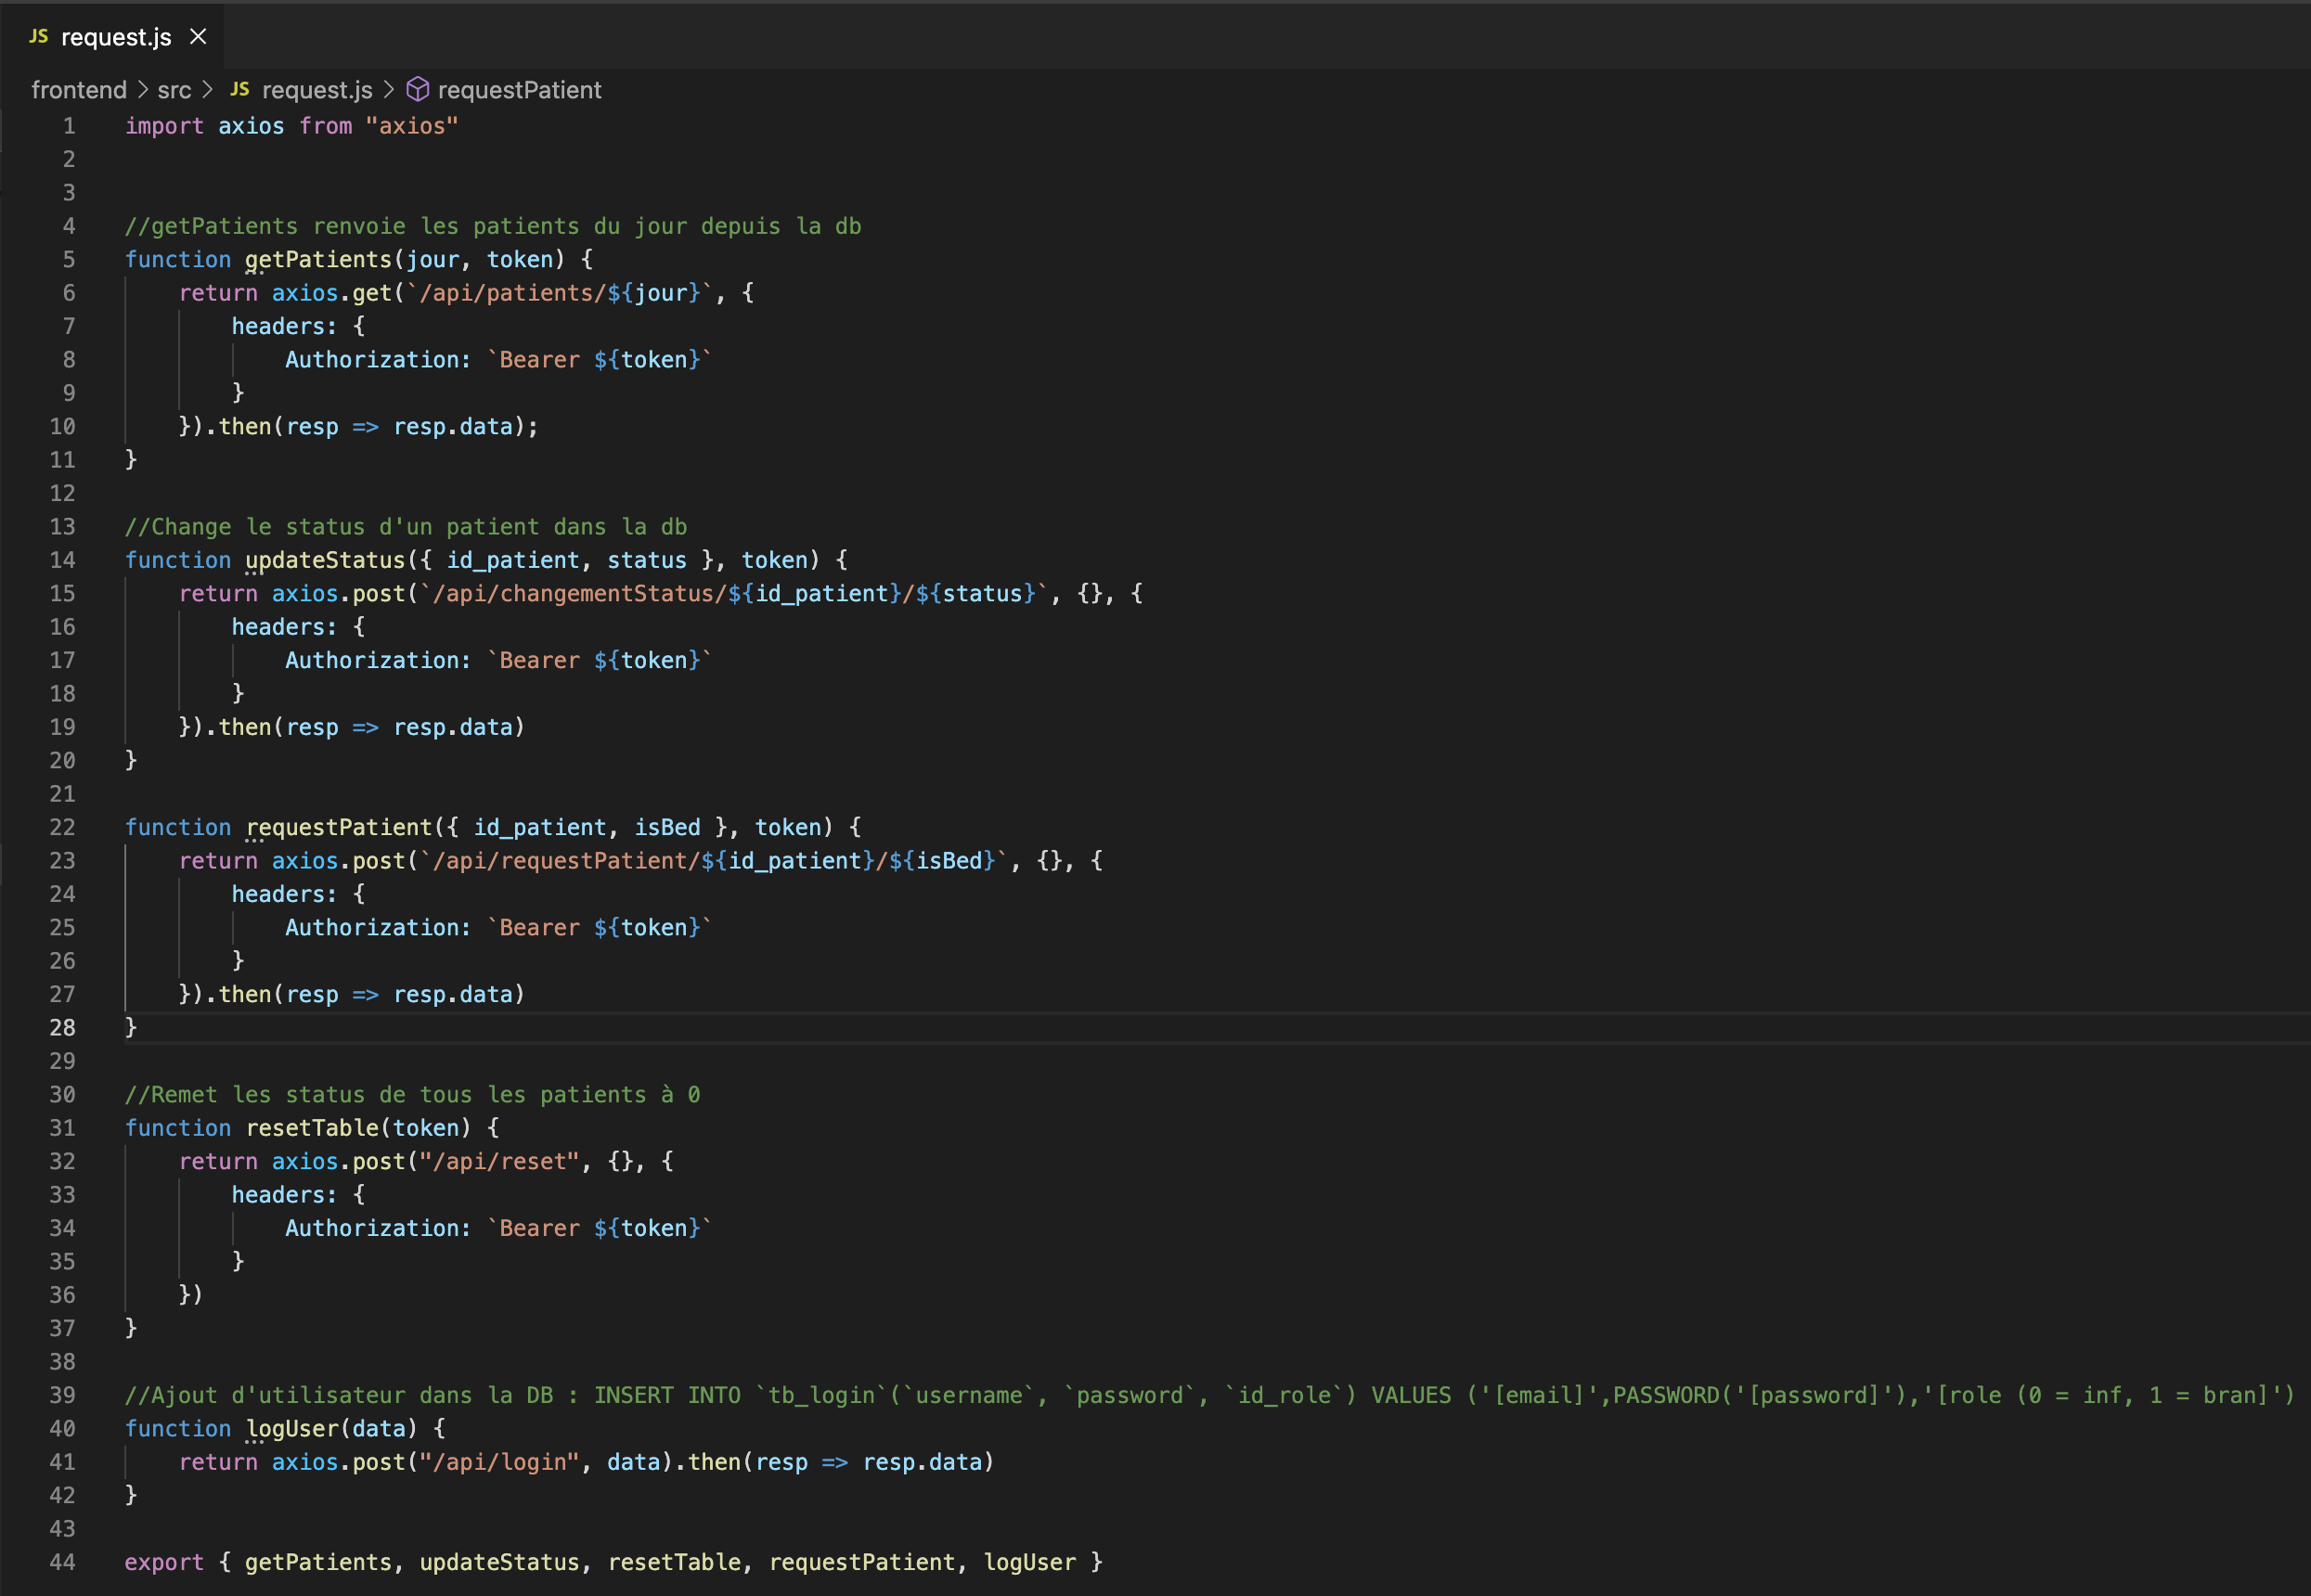 JS request.js ×
frontend > src > JS request.js > requestPatient
1 import axios from "axios"
2
3
4 //getPatients renvoie les patients du jour depuis la db
5 function getPatients(jour, token) {
6     return axios.get(`/api/patients/${jour}`, {
7         headers: {
8             Authorization: `Bearer ${token}`
9         }
10     }).then(resp => resp.data);
11 }
12
13 //Change le status d'un patient dans la db
14 function updateStatus({ id_patient, status }, token) {
15     return axios.post(`/api/changementStatus/${id_patient}/${status}`, {}, {
16         headers: {
17             Authorization: `Bearer ${token}`
18         }
19     }).then(resp => resp.data)
20 }
21
22 function requestPatient({ id_patient, isBed }, token) {
23     return axios.post(`/api/requestPatient/${id_patient}/${isBed}`, {}, {
24         headers: {
25             Authorization: `Bearer ${token}`
26         }
27     }).then(resp => resp.data)
28 }
29
30 //Remet les status de tous les patients à 0
31 function resetTable(token) {
32     return axios.post("/api/reset", {}, {
33         headers: {
34             Authorization: `Bearer ${token}`
35         }
36     })
37 }
38
39 //Ajout d'utilisateur dans la DB : INSERT INTO `tb_login`(`username`, `password`, `id_role`) VALUES ('[email]',PASSWORD('[password]'),'[role (0 = inf, 1 = bran]')
40 function logUser(data) {
41     return axios.post("/api/login", data).then(resp => resp.data)
42 }
43
44 export { getPatients, updateStatus, resetTable, requestPatient, logUser }